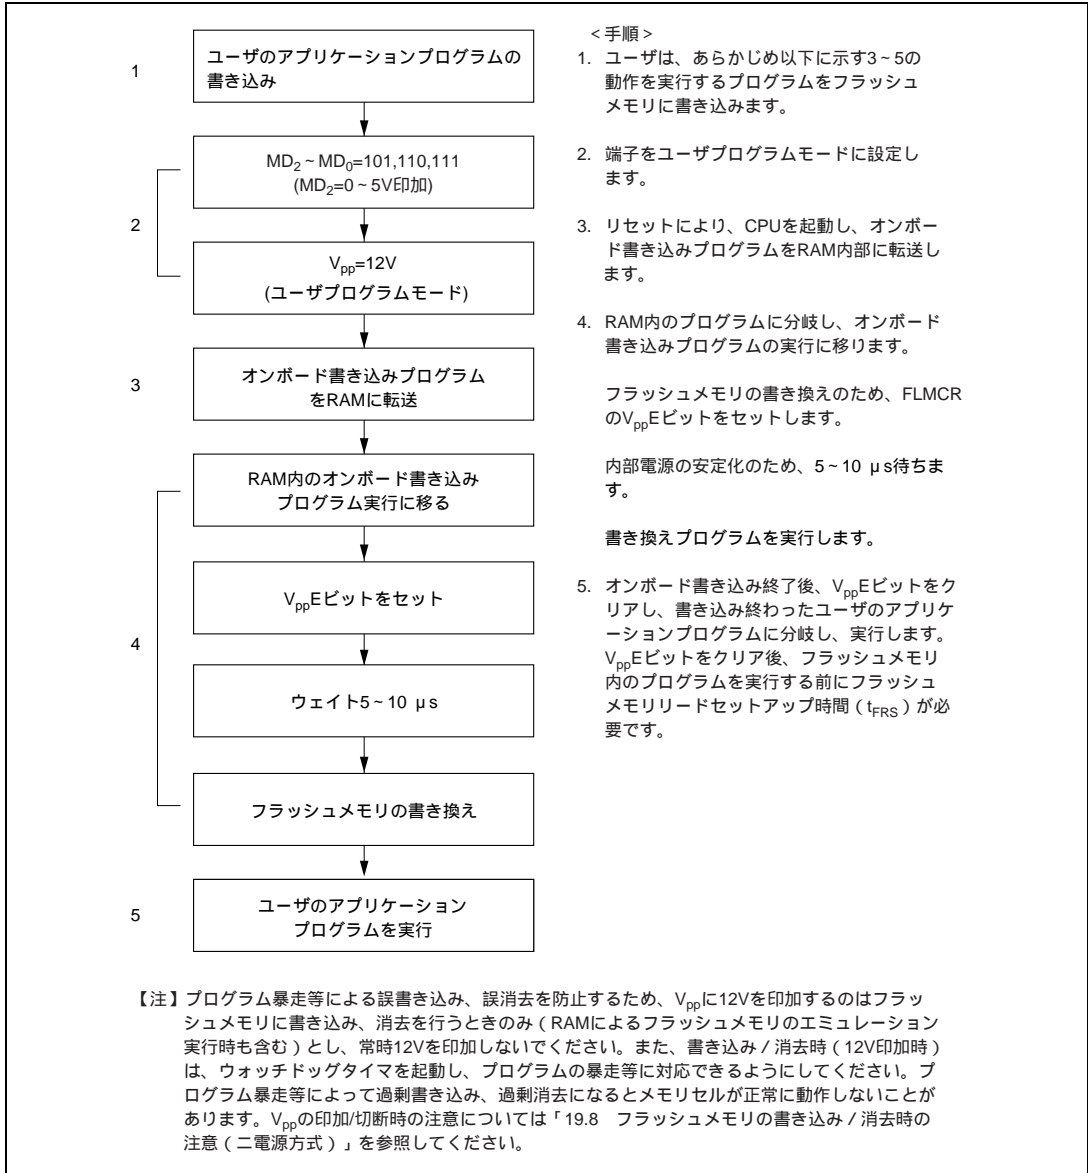 1
ユーザのアプリケーションプログラムの
書き込み
2
MD2～MD0=101,110,111
(MD2=0～5V印加)
Vpp=12V
(ユーザプログラムモード)
3
オンボード書き込みプログラム
をRAMに転送
4
RAM内のオンボード書き込み
プログラム実行に移る
VppEビットをセット
ウェイト5～10 μs
フラッシュメモリの書き換え
5
ユーザのアプリケーション
プログラムを実行
＜手順＞
1. ユーザは、あらかじめ以下に示す3～5の
動作を実行するプログラムをフラッシュ
メモリに書き込みます。
2. 端子をユーザプログラムモードに設定し
ます。
3. リセットにより、CPUを起動し、オンボー
ド書き込みプログラムをRAM内部に転送し
ます。
4. RAM内のプログラムに分岐し、オンボード
書き込みプログラムの実行に移ります。
フラッシュメモリの書き換えのため、FLMCR
のVppEビットをセットします。
内部電源の安定化のため、5～10 μs待ちま
す。
書き換えプログラムを実行します。
5. オンボード書き込み終了後、VppEビットをク
リアし、書き込み終わったユーザのアプリケ
ーションプログラムに分岐し、実行します。
VppEビットをクリア後、フラッシュメモリ
内のプログラムを実行する前にフラッシュ
メモリリードセットアップ時間（tFRS）が必
要です。
【注】プログラム暴走等による誤書き込み、誤消去を防止するため、Vppに12Vを印加するのはフラッ
シュメモリに書き込み、消去を行うときのみ（RAMによるフラッシュメモリのエミュレーション
実行時も含む）とし、常時12Vを印加しないでください。また、書き込み／消去時（12V印加時）
は、ウォッチドッグタイマを起動し、プログラムの暴走等に対応できるようにしてください。プ
ログラム暴走等によって過剰書き込み、過剰消去になるとメモリセルが正常に動作しないことが
あります。Vppの印加/切断時の注意については「19.8　フラッシュメモリの書き込み／消去時の
注意（二電源方式）」を参照してください。